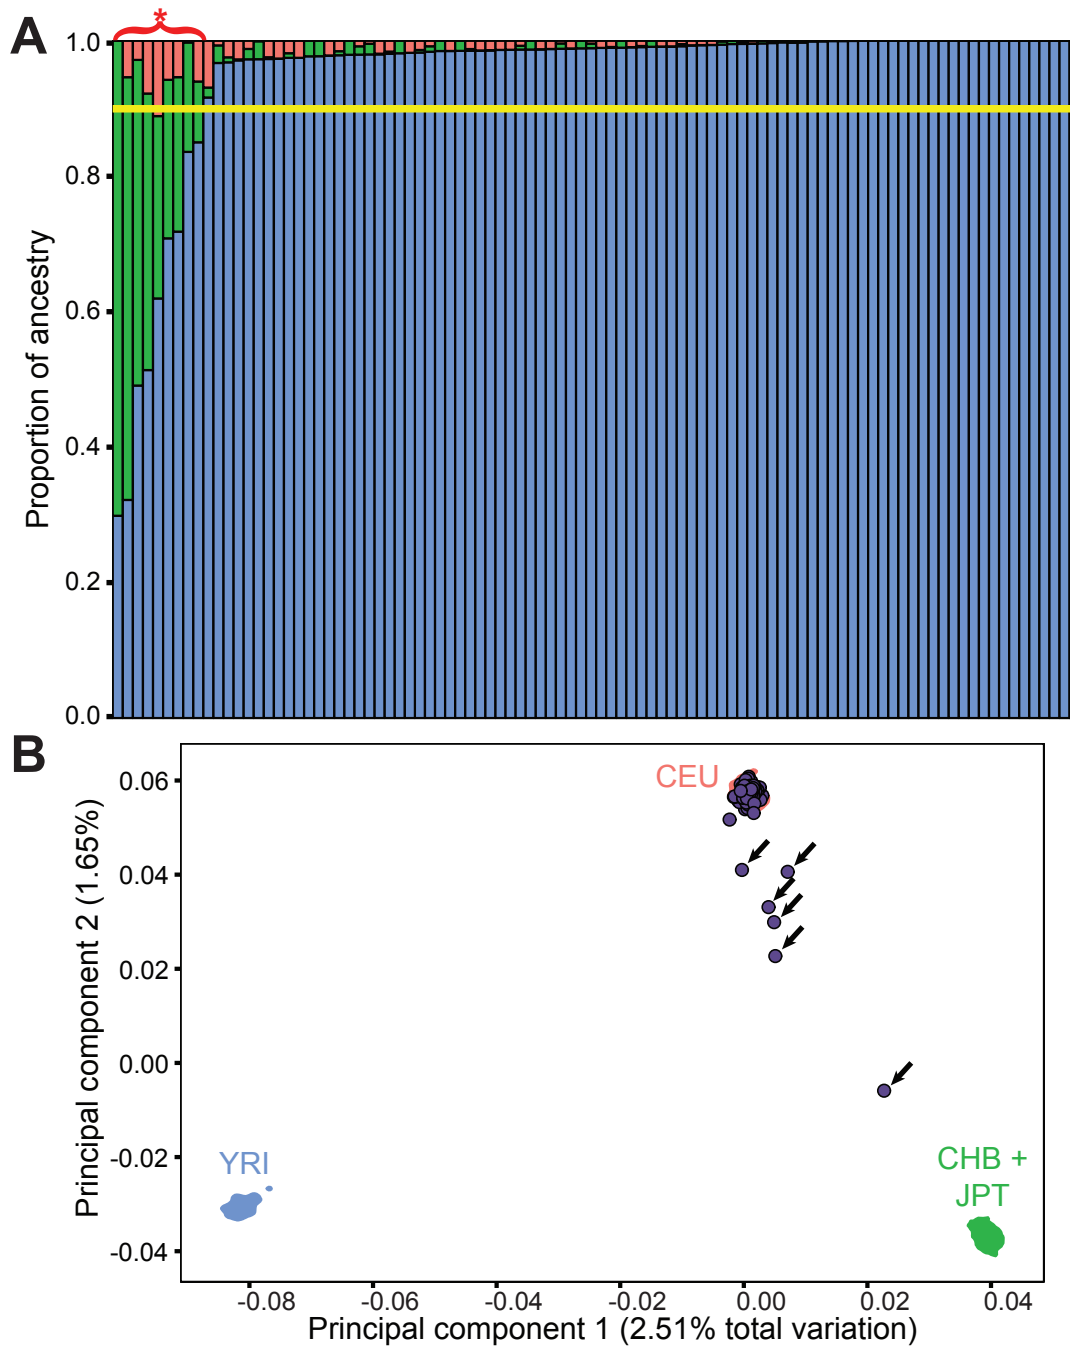 A
*
1.0
0.8
0.6
0.4
0.2
0.0
Proportion of ancestry
B
CEU
0.06
0.04
0.02
0.00
-0.02
-0.04
Principal component 2 (1.65%)
YRI
CHB +
JPT
-0.08
-0.06
-0.04
-0.02
0.00
0.02
0.04
Principal component 1 (2.51% total variation)